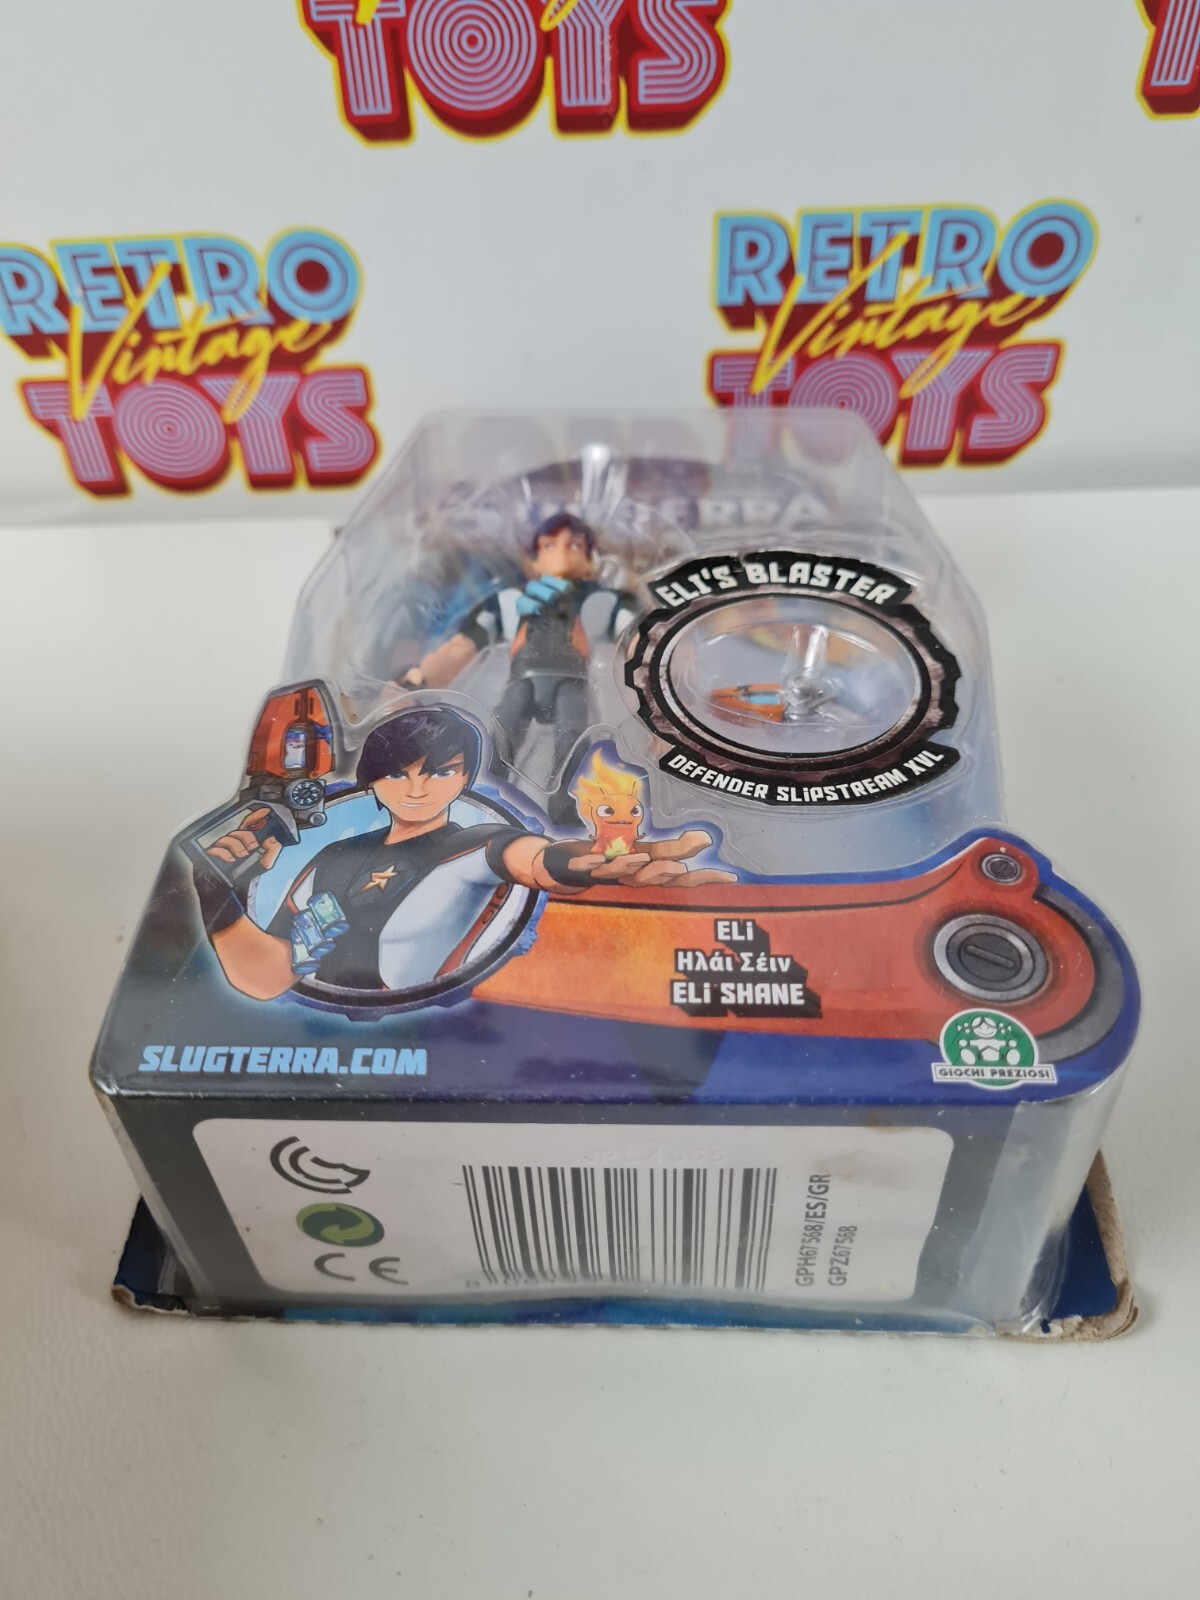 TOYS
RETRO
Vintage
TOYS
RETRO
Vintage
TOYS
ELI'S BLASTER
DEFENDER SLIPSTREAM XVL
ELI
Ηλάι Σέιν
ELI SHANE
SLUGTERRA.COM
GIOCHI PREZIOSI
CE
GPH67568/ES/GR
GPZ67568